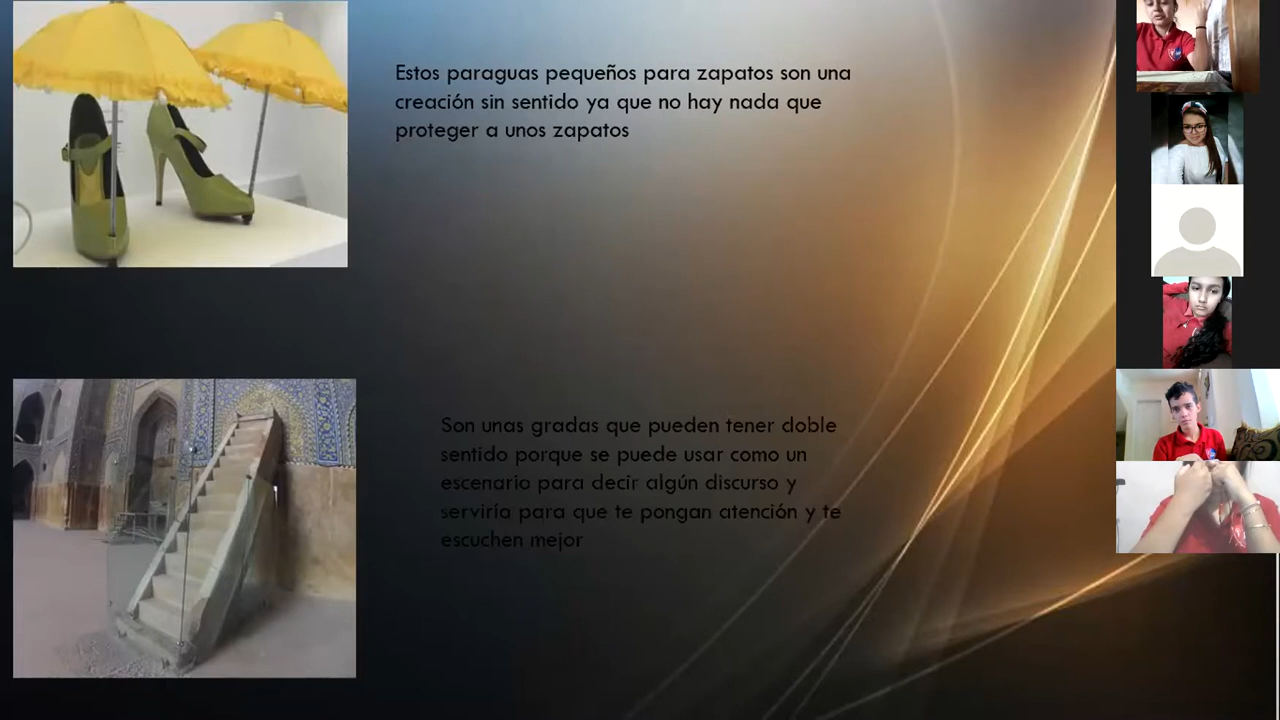 Estos paraguas pequeños para zapatos son una
creación sin sentido ya que no hay nada que
proteger a unos zapatos
Son unas gradas que pueden tener doble
sentido porque se puede usar como un
escenario para decir algún discurso y
serviría para que te pongan atención y te
escuchen mejor